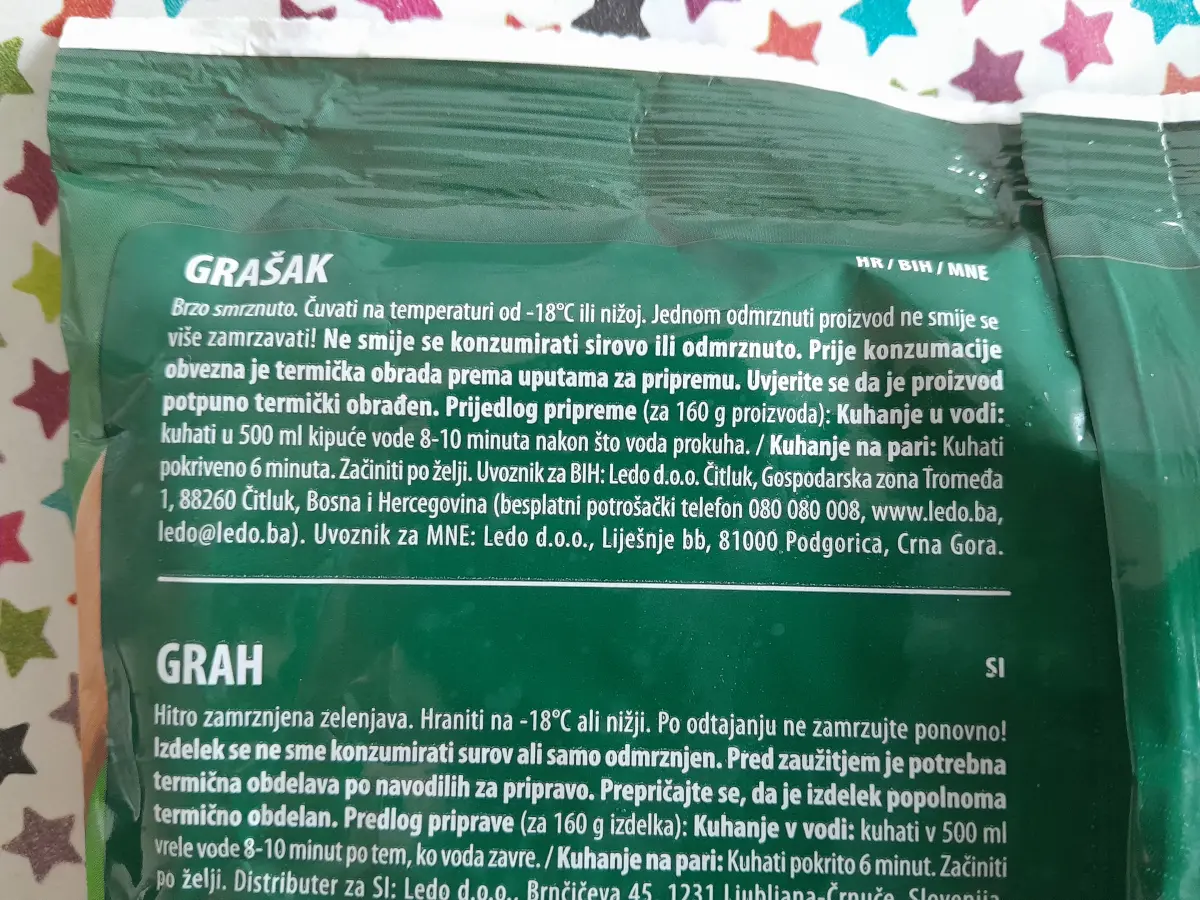 GRAŠAK
HR / BIH / MNE
Brzo smrznuto. Čuvati na temperaturi od -18°C ili nižoj. Jednom odmrznuti proizvod ne smije se
više zamrzavati! Ne smije se konzumirati sirovo ili odmrznuto. Prije konzumacije
obvezna je termička obrada prema uputama za pripremu. Uvjerite se da je proizvod
potpuno termički obrađen. Prijedlog pripreme (za 160 g proizvoda): Kuhanje u vodi:
kuhati u 500 ml kipuće vode 8-10 minuta nakon što voda prokuha. / Kuhanje na pari: Kuhati
pokriveno 6 minuta. Začiniti po želji. Uvoznik za BIH: Ledo d.o.o. Čitluk, Gospodarska zona Tromeđa
1, 88260 Čitluk, Bosna i Hercegovina (besplatni potrošački telefon 080 080 008, www.ledo.ba,
ledo@ledo.ba). Uvoznik za MNE: Ledo d.o.o., Liješnje bb, 81000 Podgorica, Crna Gora.
GRAH
SI
Hitro zamrznjena zelenjava. Hraniti na -18°C ali nižji. Po odtajanju ne zamrzujte ponovno!
Izdelek se ne sme konzumirati surov ali samo odmrznjen. Pred zaužitjem je potrebna
termična obdelava po navodilih za pripravo. Prepričajte se, da je izdelek popolnoma
termično obdelan. Predlog priprave (za 160 g izdelka): Kuhanje v vodi: kuhati v 500 ml
vrele vode 8-10 minut po tem, ko voda zavre. / Kuhanje na pari: Kuhati pokrito 6 minut. Začiniti
po želji. Distributer za SI: Ledo d.o.o., Brnčičeva 45, 1231 Ljubljana-Črnuče, Slovenija